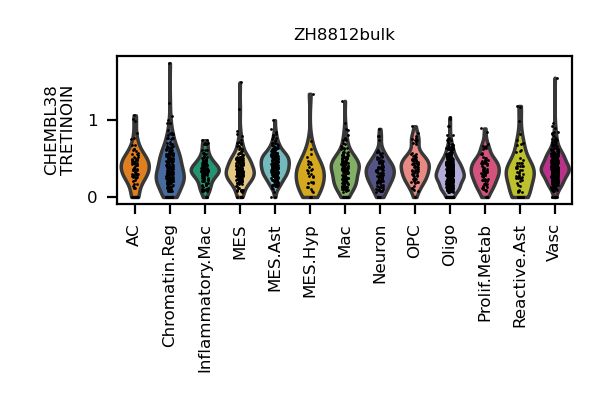 ZH8812bulk
CHEMBL38
TRETINOIN
1
0
AC
Chromatin.Reg
Inflammatory.Mac
MES
MES.Ast
MES.Hyp
Mac
Neuron
OPC
Oligo
Prolif.Metab
Reactive.Ast
Vasc